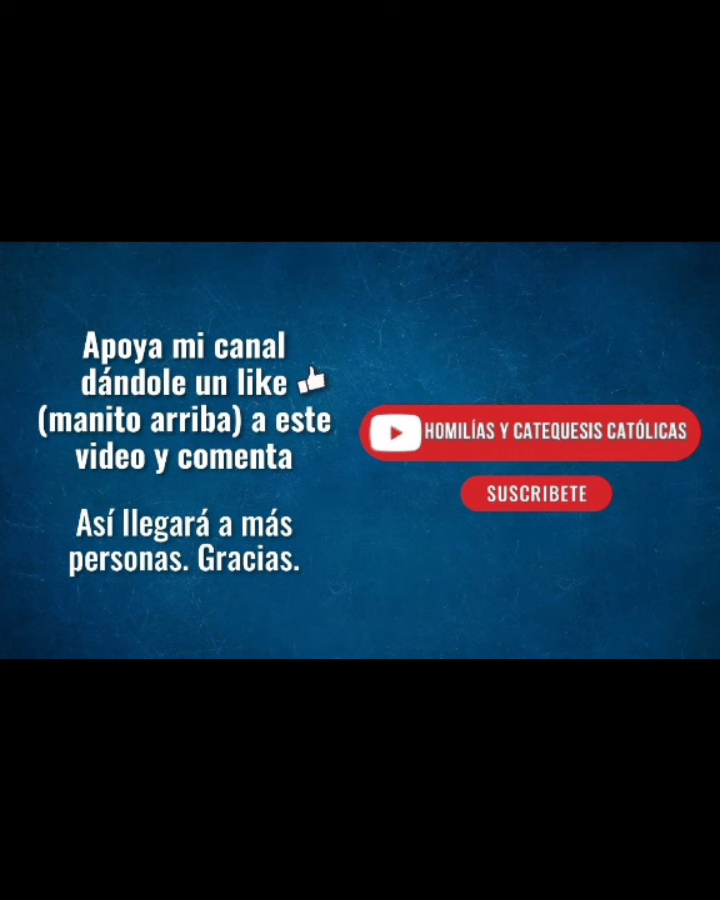 Apoya mi canal
dándole un like
(manito arriba) a este
video y comenta
Así llegará a más
personas. Gracias.
HOMILÍAS Y CATEQUESIS CATÓLICAS
SUSCRIBETE